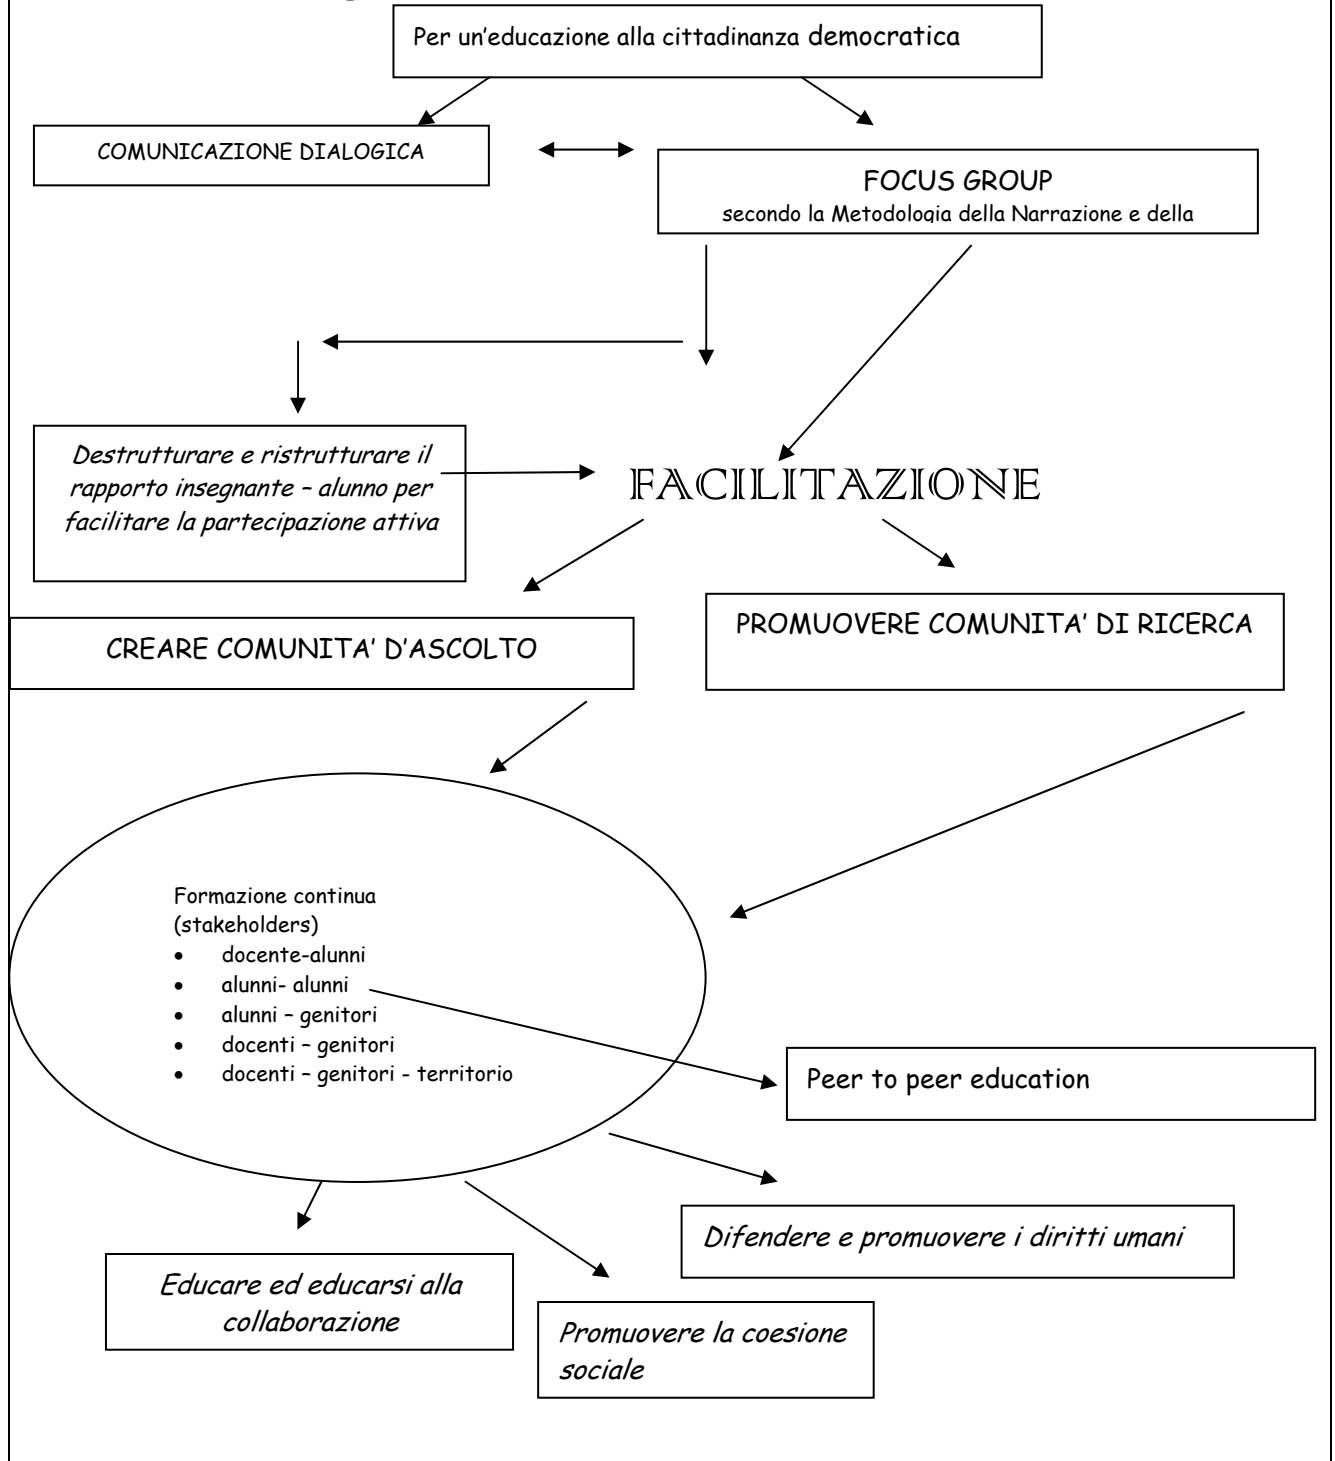 Per un'educazione alla cittadinanza democratica
COMUNICAZIONE DIALOGICA
FOCUS GROUP
secondo la Metodologia della Narrazione e della
Destrutturare e ristrutturare il
rapporto insegnante – alunno per
facilitare la partecipazione attiva
FACILITAZIONE
CREARE COMUNITA' D'ASCOLTO
PROMUOVERE COMUNITA' DI RICERCA
Formazione continua
(stakeholders)
• docente-alunni
• alunni- alunni
• alunni – genitori
• docenti – genitori
• docenti – genitori - territorio
Peer to peer education
Difendere e promuovere i diritti umani
Educare ed educarsi alla
collaborazione
Promuovere la coesione
sociale